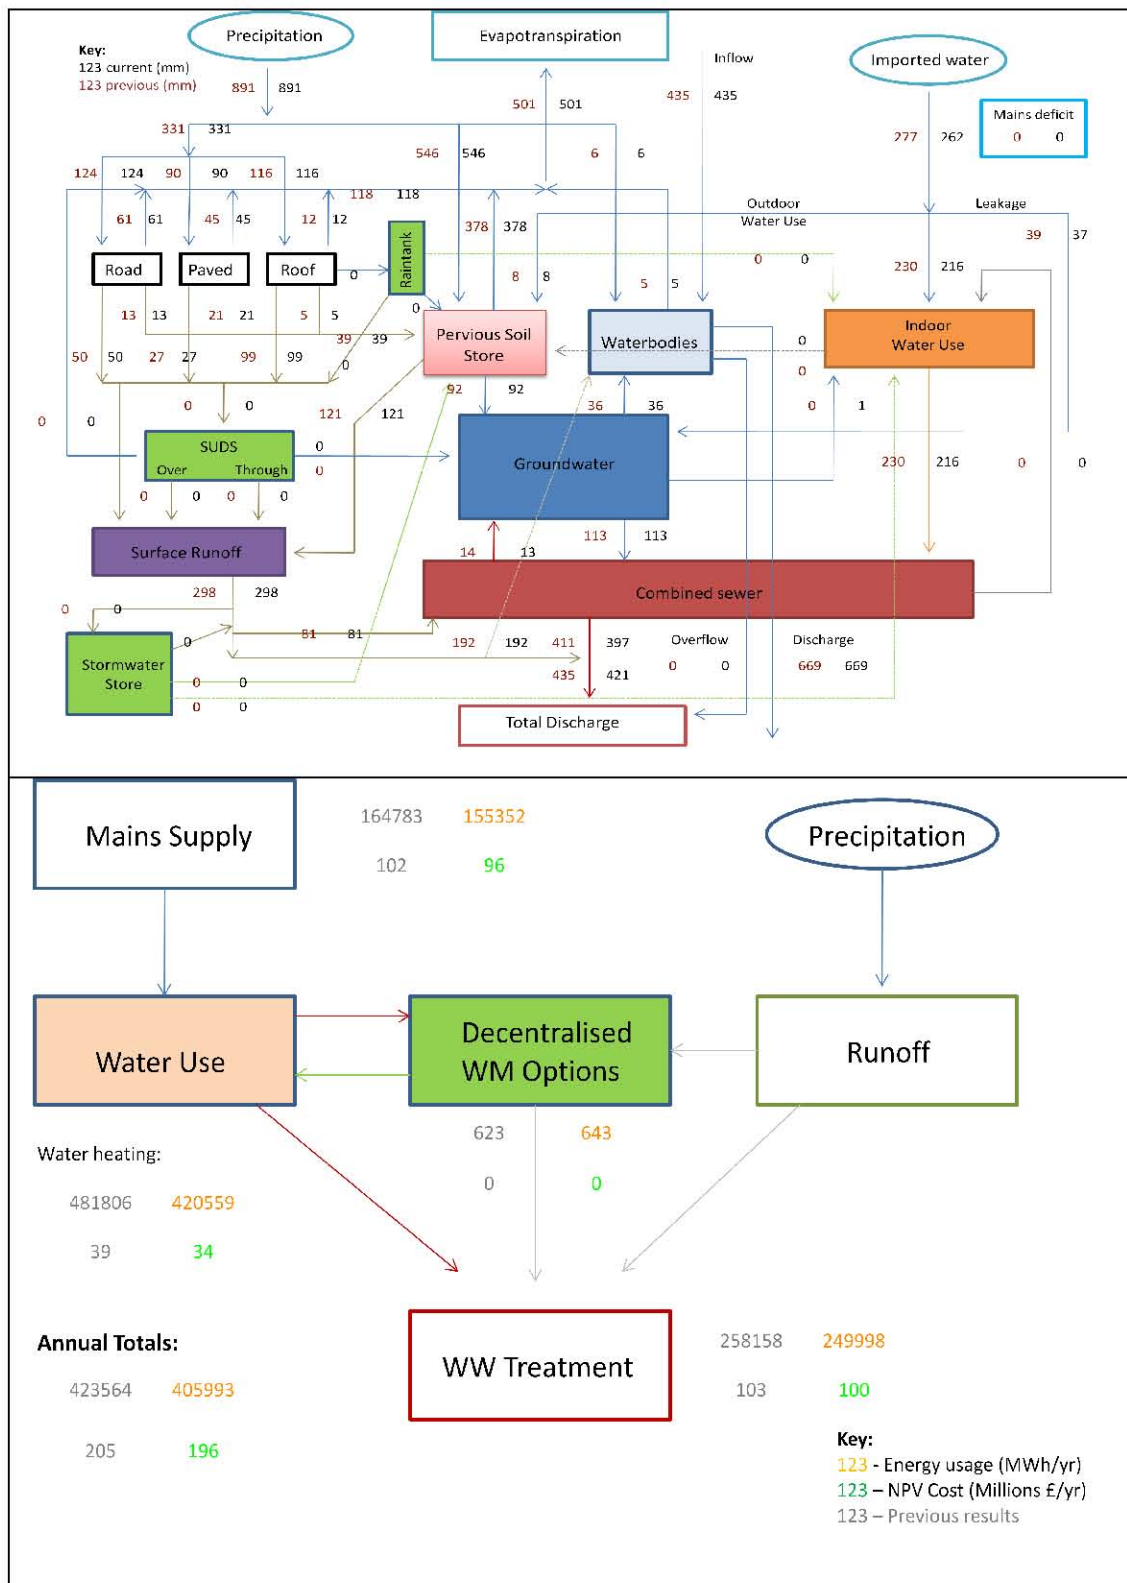 Precipitation
Evapotranspiration
Key:
123 current (mm)
123 previous (mm)
Inflow
Imported water
891 891
501 501
435 435
Mains deficit
0 0
277 262
331 331
546 546
6 6
124 124 90 90 116 116
118 118
Outdoor
Water Use
Leakage
39 37
61 61 45 45 12 12
378 378
0 0
230 216
Road
Paved
Roof
0
Raintank
8 8
5 5
0
13 13 21 21 5 5
39 39
Pervious Soil
Store
Waterbodies
0
0
Indoor
Water Use
50 50 27 27 99 99
0
92 92
36 36
0 1
0 0
0 0
121 121
SUDS
Over Through
0
0
Groundwater
230 216
0 0
0 0 0 0
Surface Runoff
14 13
113 113
298 298
Combined sewer
0 0
0
81 81
192 192 411 397
Overflow
0 0
Discharge
669 669
Stormwater
Store
0 0
0 0
435 421
Total Discharge
Mains Supply
164783 155352
102 96
Precipitation
Water Use
Decentralised
WM Options
Runoff
623 643
0 0
Water heating:
481806 420559
39 34
Annual Totals:
423564 405993
205 196
WW Treatment
258158 249998
103 100
Key:
123 - Energy usage (MWh/yr)
123 – NPV Cost (Millions £/yr)
123 – Previous results